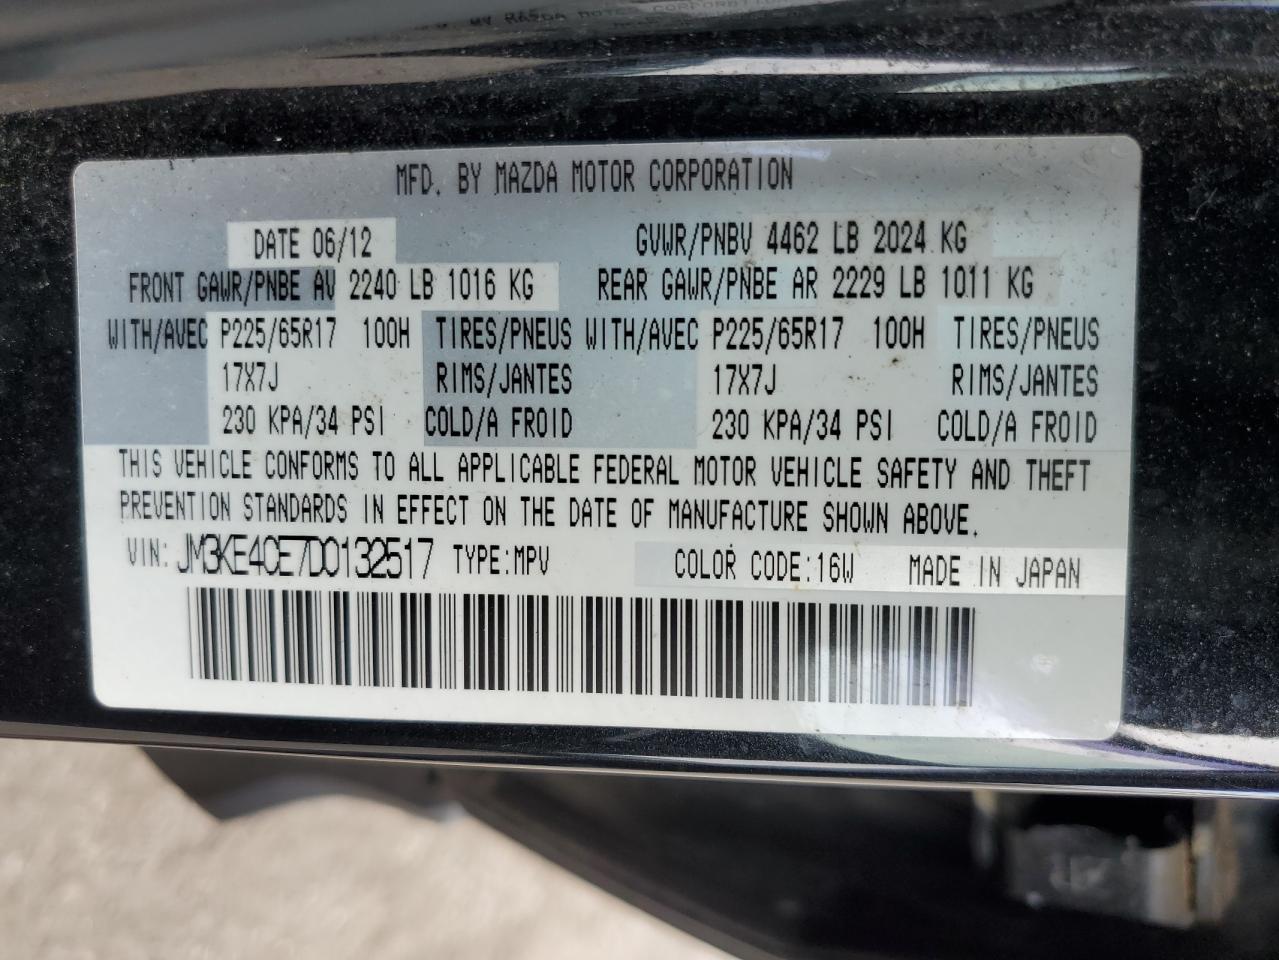 MFD. BY MAZDA MOTOR CORPORATION
DATE 06/12 GVWR/PNBV 4462 LB 2024 KG
FRONT GAWR/PNBE AV 2240 LB 1016 KG REAR GAWR/PNBE AR 2229 LB 1011 KG
WITH/AVEC P225/65R17 100H TIRES/PNEUS WITH/AVEC P225/65R17 100H TIRES/PNEUS
17X7J RIMS/JANTES 17X7J RIMS/JANTES
230 KPA/34 PSI COLD/A FROID 230 KPA/34 PSI COLD/A FROID
THIS VEHICLE CONFORMS TO ALL APPLICABLE FEDERAL MOTOR VEHICLE SAFETY AND THEFT
PREVENTION STANDARDS IN EFFECT ON THE DATE OF MANUFACTURE SHOWN ABOVE.
VIN: JM3KE4CE7D0132517 TYPE:MPV COLOR CODE:16W MADE IN JAPAN